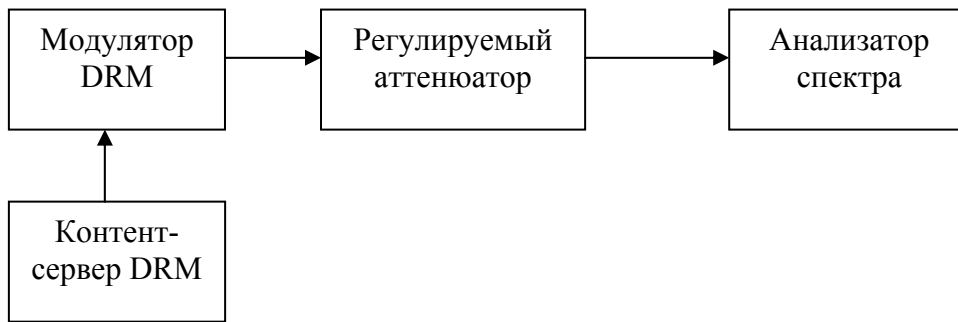 Модулятор
DRM
Регулируемый
аттенюатор
Анализатор
спектра
Контент-
сервер DRM